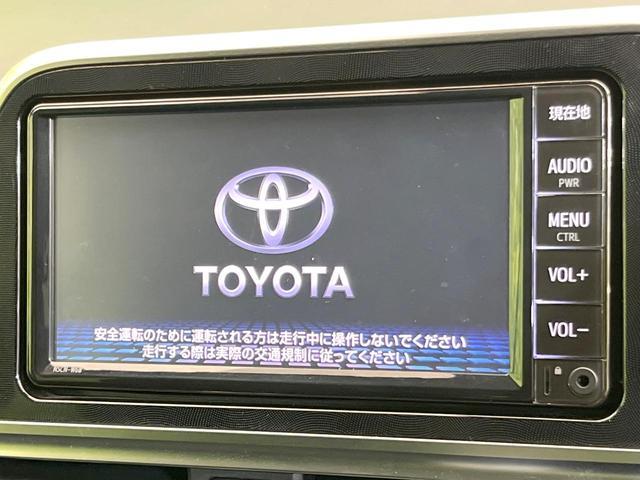 現在地
AUDIO
PWR
MENU
CTRL
VOL+
VOL−
TOYOTA
安全運転のために運転される方は走行中に操作しないでください
走行する際は実際の交通規制に従ってください